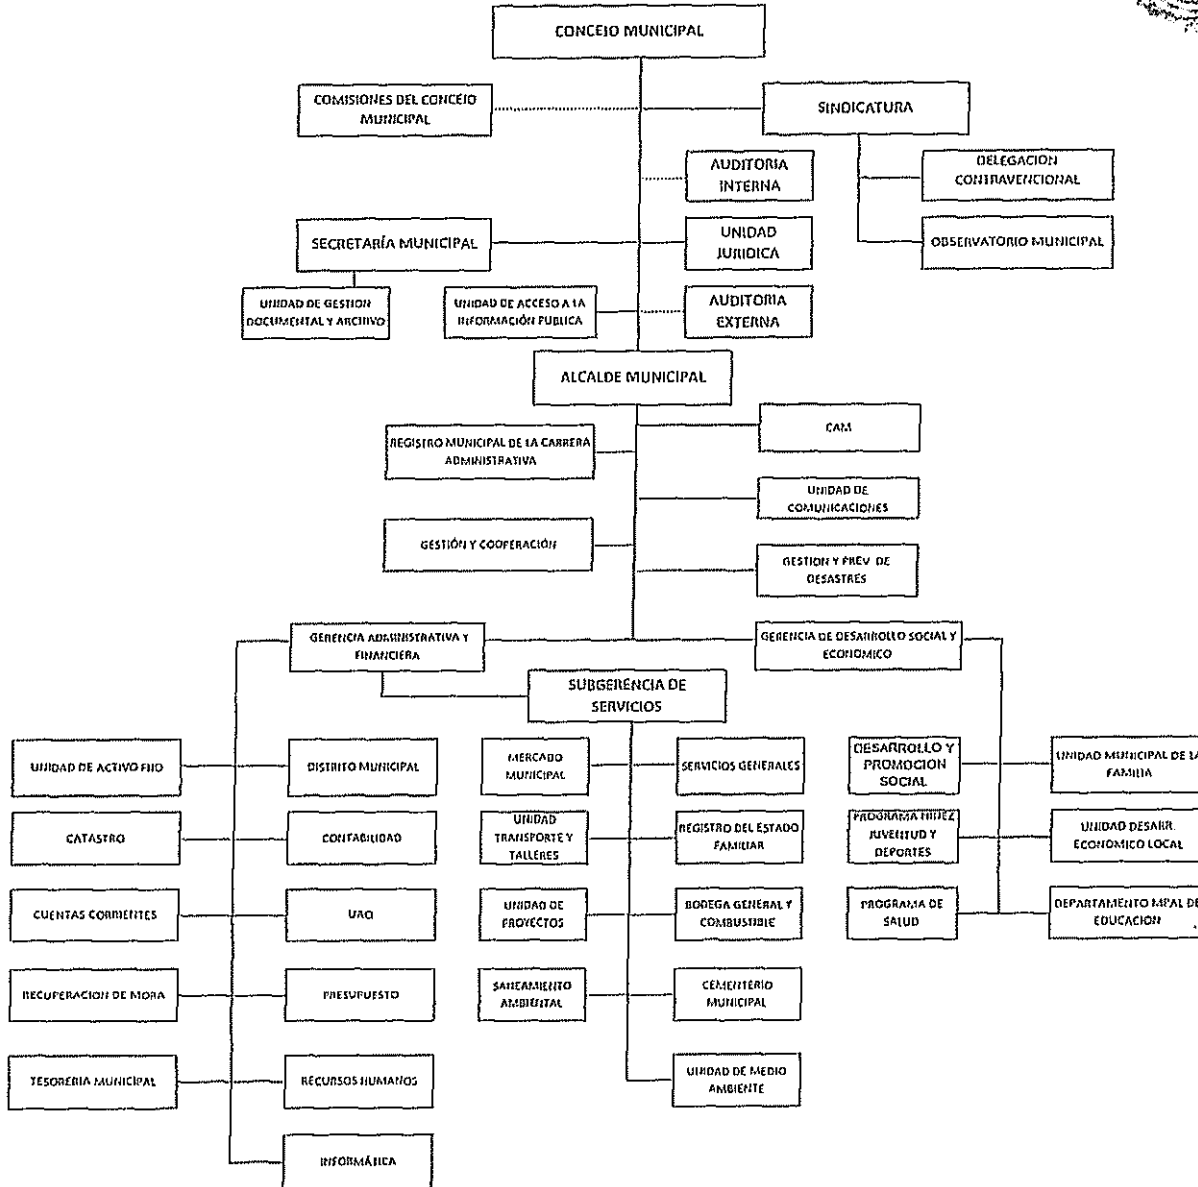 CONCEJO MUNICIPAL
COMISIONES DEL CONCEJO
MUNICIPAL
SINDICATURA
AUDITORIA
INTERNA
DELEGACION
CONTRAVENCIONAL
SECRETARÍA MUNICIPAL
UNIDAD
JURIDICA
OBSERVATORIO MUNICIPAL
UNIDAD DE GESTION
DOCUMENTAL Y ARCHIVO
UNIDAD DE ACCESO A LA
INFORMACIÓN PUBLICA
AUDITORIA
EXTERNA
ALCALDE MUNICIPAL
REGISTRO MUNICIPAL DE LA CARRERA
ADMINISTRATIVA
CAM
UNIDAD DE
COMUNICACIONES
GESTIÓN Y COOPERACIÓN
GESTION Y PREV. DE
DESASTRES
GERENCIA ADMINISTRATIVA Y
FINANCIERA
GERENCIA DE DESARROLLO SOCIAL Y
ECONOMICO
SUBGERENCIA DE
SERVICIOS
UNIDAD DE ACTIVO FIJO
DISTRITO MUNICIPAL
MERCADO
MUNICIPAL
SERVICIOS GENERALES
DESARROLLO Y
PROMOCION
SOCIAL
UNIDAD MUNICIPAL DE LA
FAMILIA
CATASTRO
CONTABILIDAD
UNIDAD
TRANSPORTE Y
TALLERES
REGISTRO DEL ESTADO
FAMILIAR
PROGRAMA NIÑEZ
JUVENTUD Y
DEPORTES
UNIDAD DESARR.
ECONOMICO LOCAL
CUENTAS CORRIENTES
UACI
UNIDAD DE
PROYECTOS
BODEGA GENERAL Y
COMBUSTIBLE
PROGRAMA DE
SALUD
DEPARTAMENTO MPAL DE
EDUCACION
RECUPERACION DE MORA
PRESUPUESTO
SANEAMIENTO
AMBIENTAL
CEMENTERIO
MUNICIPAL
TESORERIA MUNICIPAL
RECURSOS HUMANOS
UNIDAD DE MEDIO
AMBIENTE
INFORMÁTICA